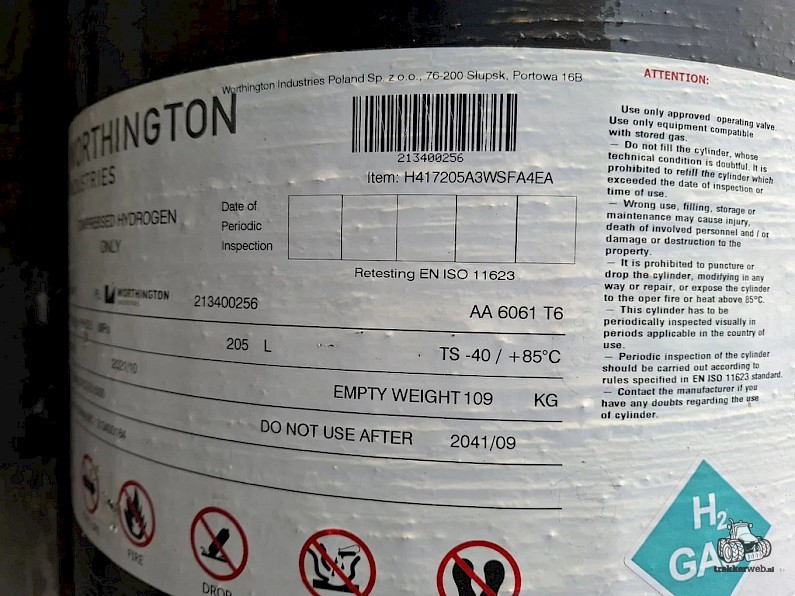 Worthington Industries Poland Sp. z o.o., 76-200 Słupsk, Portowa 16B
WORTHINGTON
INDUSTRIES
213400256
Item: H417205A3WSFA4EA
COMPRESSED HYDROGEN
ONLY
Date of
Periodic
Inspection
Retesting EN ISO 11623
PL WORTHINGTON
INDUSTRIES
213400256
AA 6061 T6
MPa
205 L
TS -40 / +85°C
2021/10
EMPTY WEIGHT 109 KG
DO NOT USE AFTER 2041/09
FIRE
DROP
ATTENTION:
Use only approved operating valve.
Use only equipment compatible
with stored gas.
— Do not fill the cylinder, whose
technical condition is doubtful. It is
prohibited to refill the cylinder which
exceeded the date of inspection or
time of use.
— Wrong use, filling, storage or
maintenance may cause injury,
death of involved personnel and / or
damage or destruction to the
property.
— It is prohibited to puncture or
drop the cylinder, modifying in any
way or repair, or expose the cylinder
to the oper fire or heat above 85°C.
— This cylinder has to be
periodically inspected visually in
periods applicable in the country of
use.
— Periodic inspection of the cylinder
should be carried out according to
rules specified in EN ISO 11623 standard.
— Contact the manufacturer if you
have any doubts regarding the use
of cylinder.
H2
GA
trekkerweb.nl